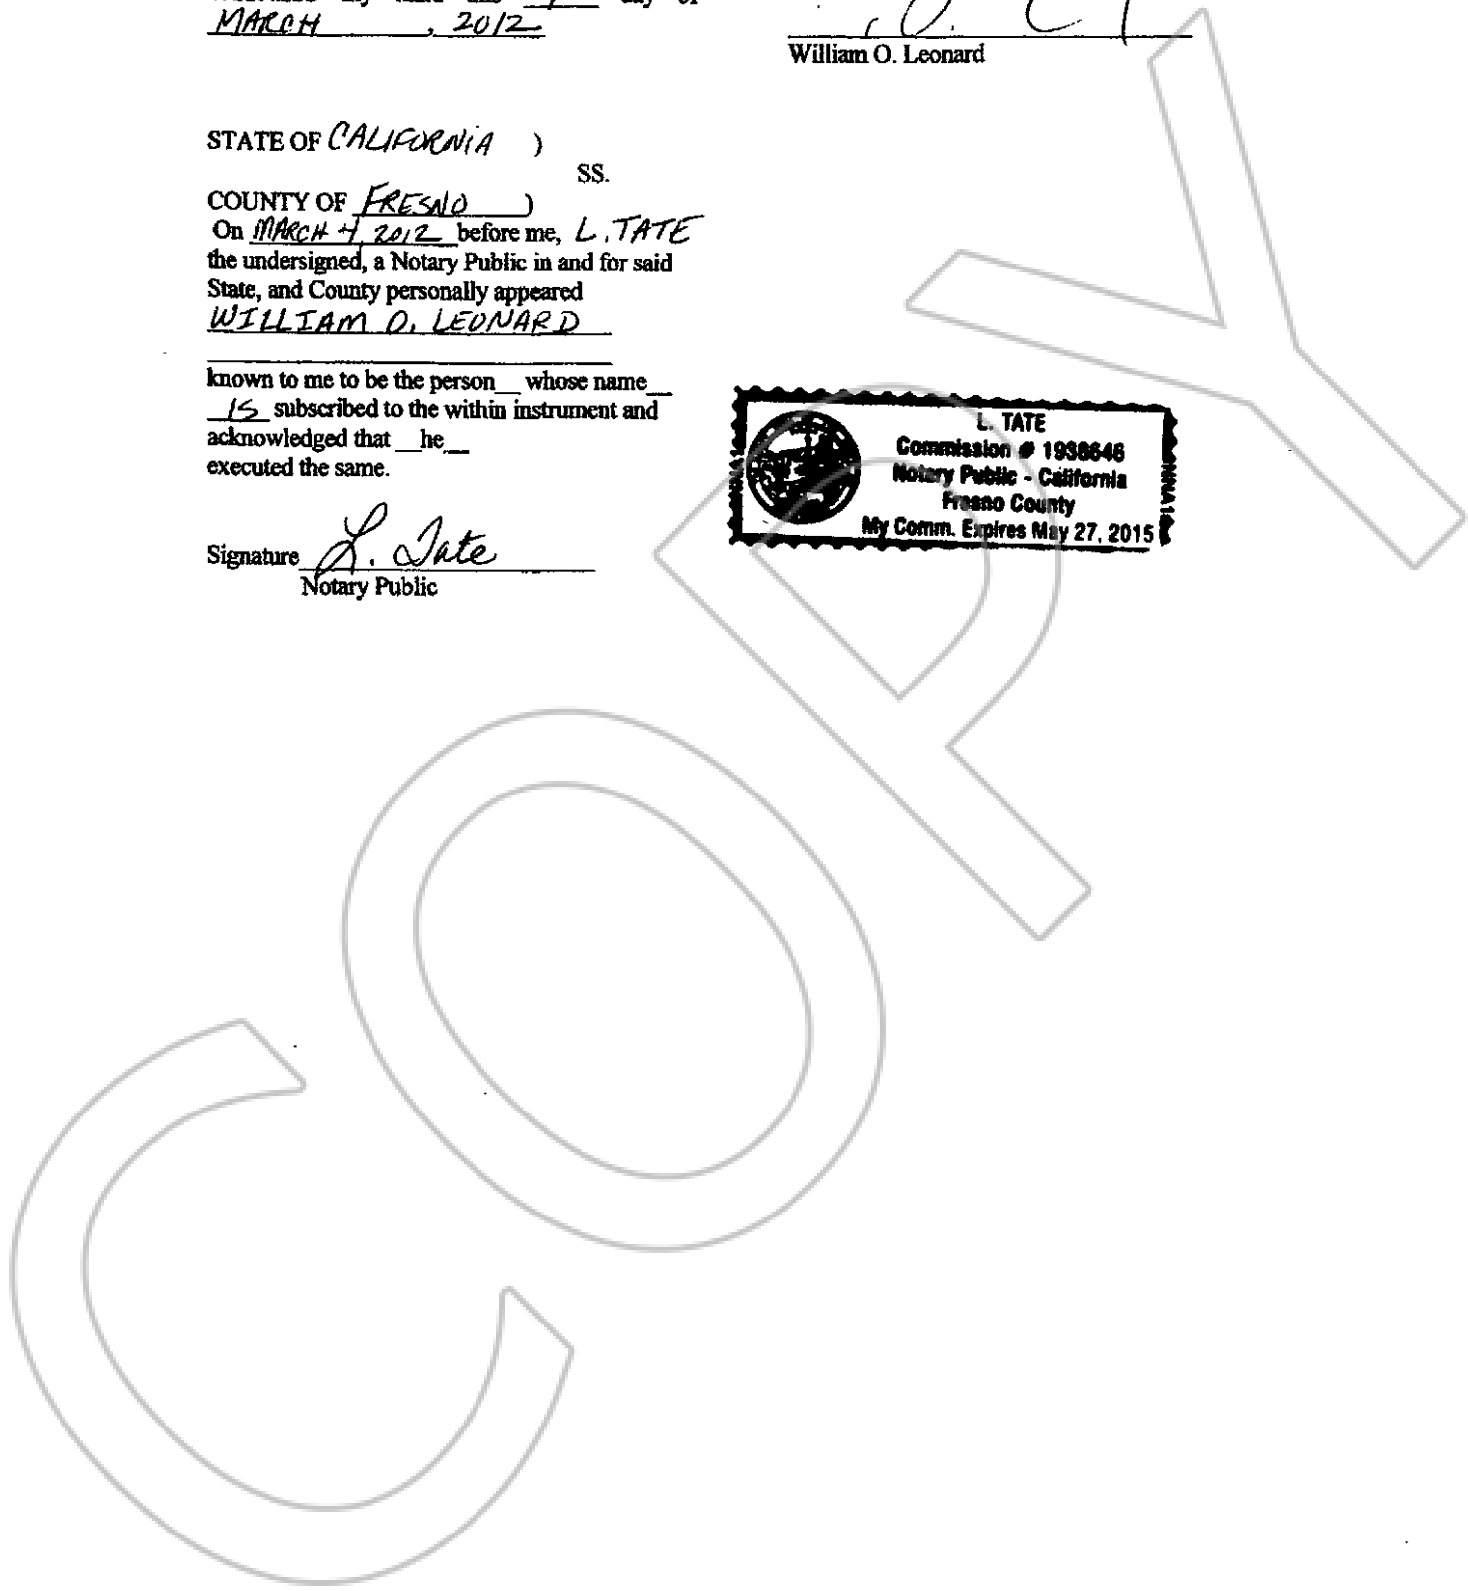 MARCH, 2012
William O. Leonard
STATE OF CALIFORNIA )
SS.
COUNTY OF FRESNO )
On MARCH 4, 2012 before me, L. TATE
the undersigned, a Notary Public in and for said
State, and County personally appeared
WILLIAM O. LEONARD
known to me to be the person__ whose name__
IS subscribed to the within instrument and
acknowledged that __he__
executed the same.
Signature L. Tate
Notary Public
L. TATE
Commission # 1938646
Notary Public - California
Fresno County
My Comm. Expires May 27, 2015
COPY